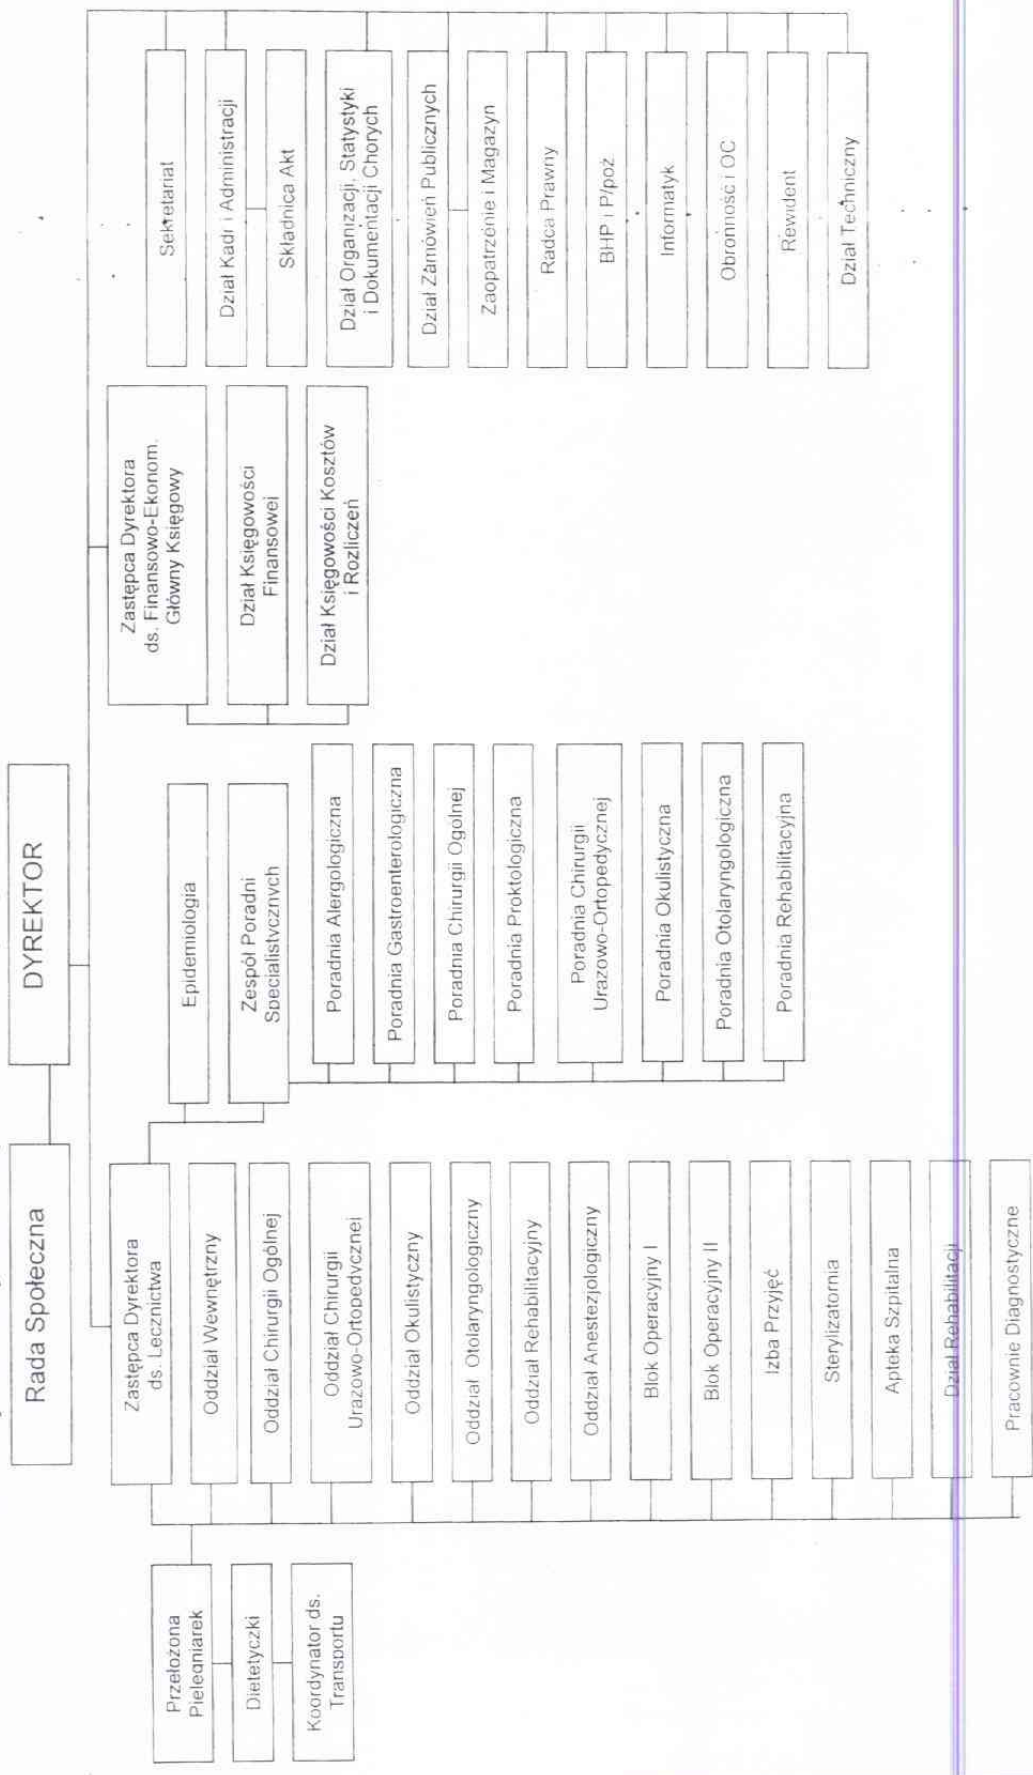 Rada Społeczna
DYREKTOR
Przełożona
Pielęgniarek
Dietetyczki
Koordynator ds.
Transportu
Zastępca Dyrektora
ds. Lecznictwa
Oddział Wewnętrzny
Oddział Chirurgii Ogólnej
Oddział Chirurgii
Urazowo-Ortopedycznej
Oddział Okulistyczny
Oddział Otolaryngologiczny
Oddział Rehabilitacyjny
Oddział Anestezjologiczny
Blok Operacyjny I
Blok Operacyjny II
Izba Przyjęć
Sterylizatornia
Apteka Szpitalna
Dział Rehabilitacji
Pracownie Diagnostyczne
Epidemiologia
Zespół Poradni
Specjalistycznych
Poradnia Alergologiczna
Poradnia Gastroenterologiczna
Poradnia Chirurgii Ogolnej
Poradnia Proktologiczna
Poradnia Chirurgii
Urazowo-Ortopedycznej
Poradnia Okulistyczna
Poradnia Otolaryngologiczna
Poradnia Rehabilitacyjna
Zastępca Dyrektora
ds. Finansowo-Ekonom.
Główny Księgowy
Dział Księgowości
Finansowej
Dział Księgowości Kosztów
i Rozliczeń
Sekretariat
Dział Kadr i Administracji
Składnica Akt
Dział Organizacji, Statystyki
i Dokumentacji Chorych
Dział Zamówień Publicznych
Zaopatrzenie i Magazyn
Radca Prawny
BHP i P/poż
Informatyk
Obronność i OC
Rewident
Dział Techniczny